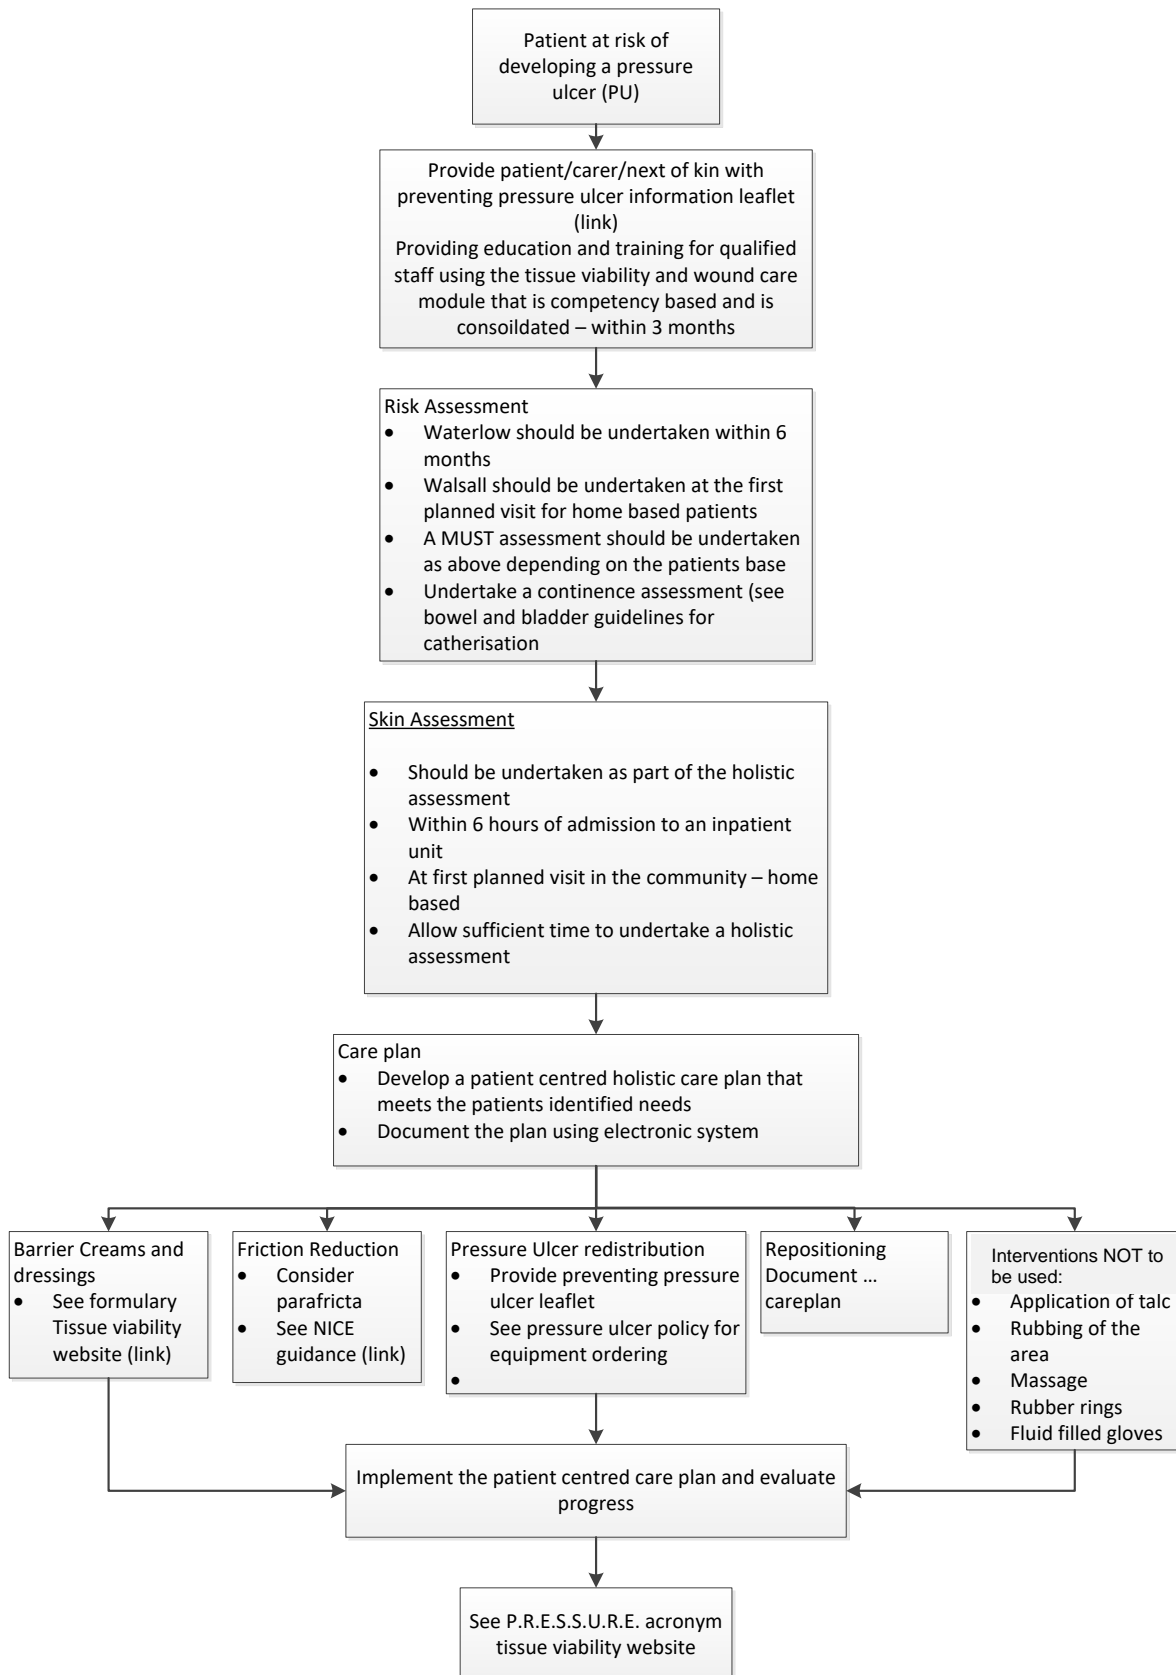 Patient at risk of
developing a pressure
ulcer (PU)
Provide patient/carer/next of kin with
preventing pressure ulcer information leaflet
(link)
Providing education and training for qualified
staff using the tissue viability and wound care
module that is competency based and is
consoildated – within 3 months
Risk Assessment
• Waterlow should be undertaken within 6
months
• Walsall should be undertaken at the first
planned visit for home based patients
• A MUST assessment should be undertaken
as above depending on the patients base
• Undertake a continence assessment (see
bowel and bladder guidelines for
catherisation
Skin Assessment
• Should be undertaken as part of the holistic
assessment
• Within 6 hours of admission to an inpatient
unit
• At first planned visit in the community – home
based
• Allow sufficient time to undertake a holistic
assessment
Care plan
• Develop a patient centred holistic care plan that
meets the patients identified needs
• Document the plan using electronic system
Barrier Creams and
dressings
• See formulary
Tissue viability
website (link)
Friction Reduction
• Consider
parafricta
• See NICE
guidance (link)
Pressure Ulcer redistribution
• Provide preventing pressure
ulcer leaflet
• See pressure ulcer policy for
equipment ordering
•
Repositioning
Document ...
careplan
Interventions NOT to
be used:
• Application of talc
• Rubbing of the
area
• Massage
• Rubber rings
• Fluid filled gloves
Implement the patient centred care plan and evaluate
progress
See P.R.E.S.S.U.R.E. acronym
tissue viability website